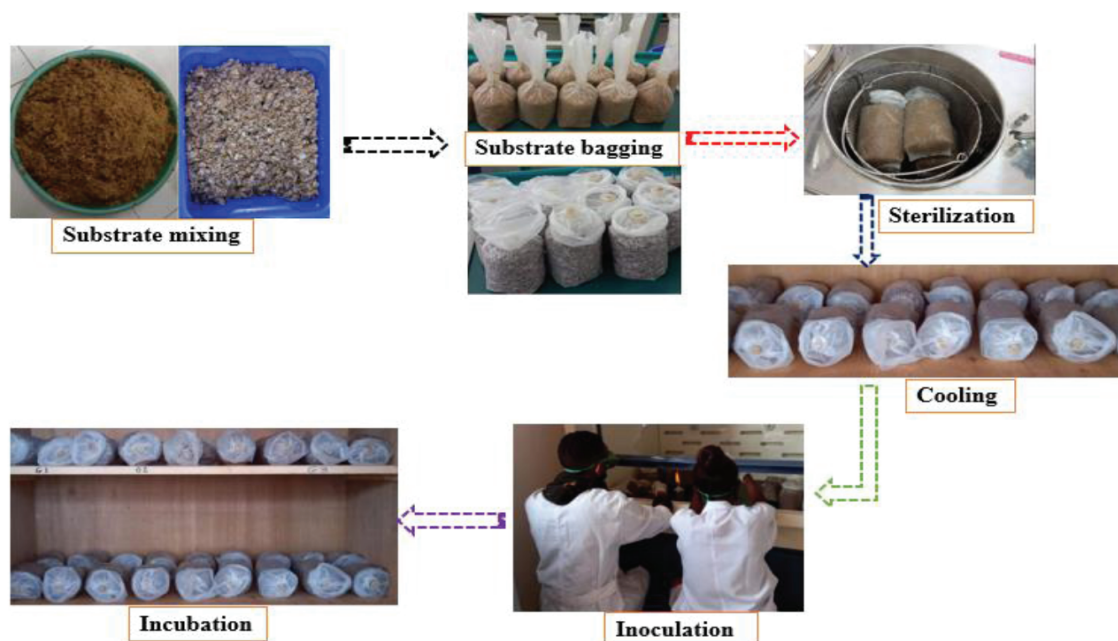 Substrate mixing
Substrate bagging
Sterilization
Cooling
Inoculation
Incubation